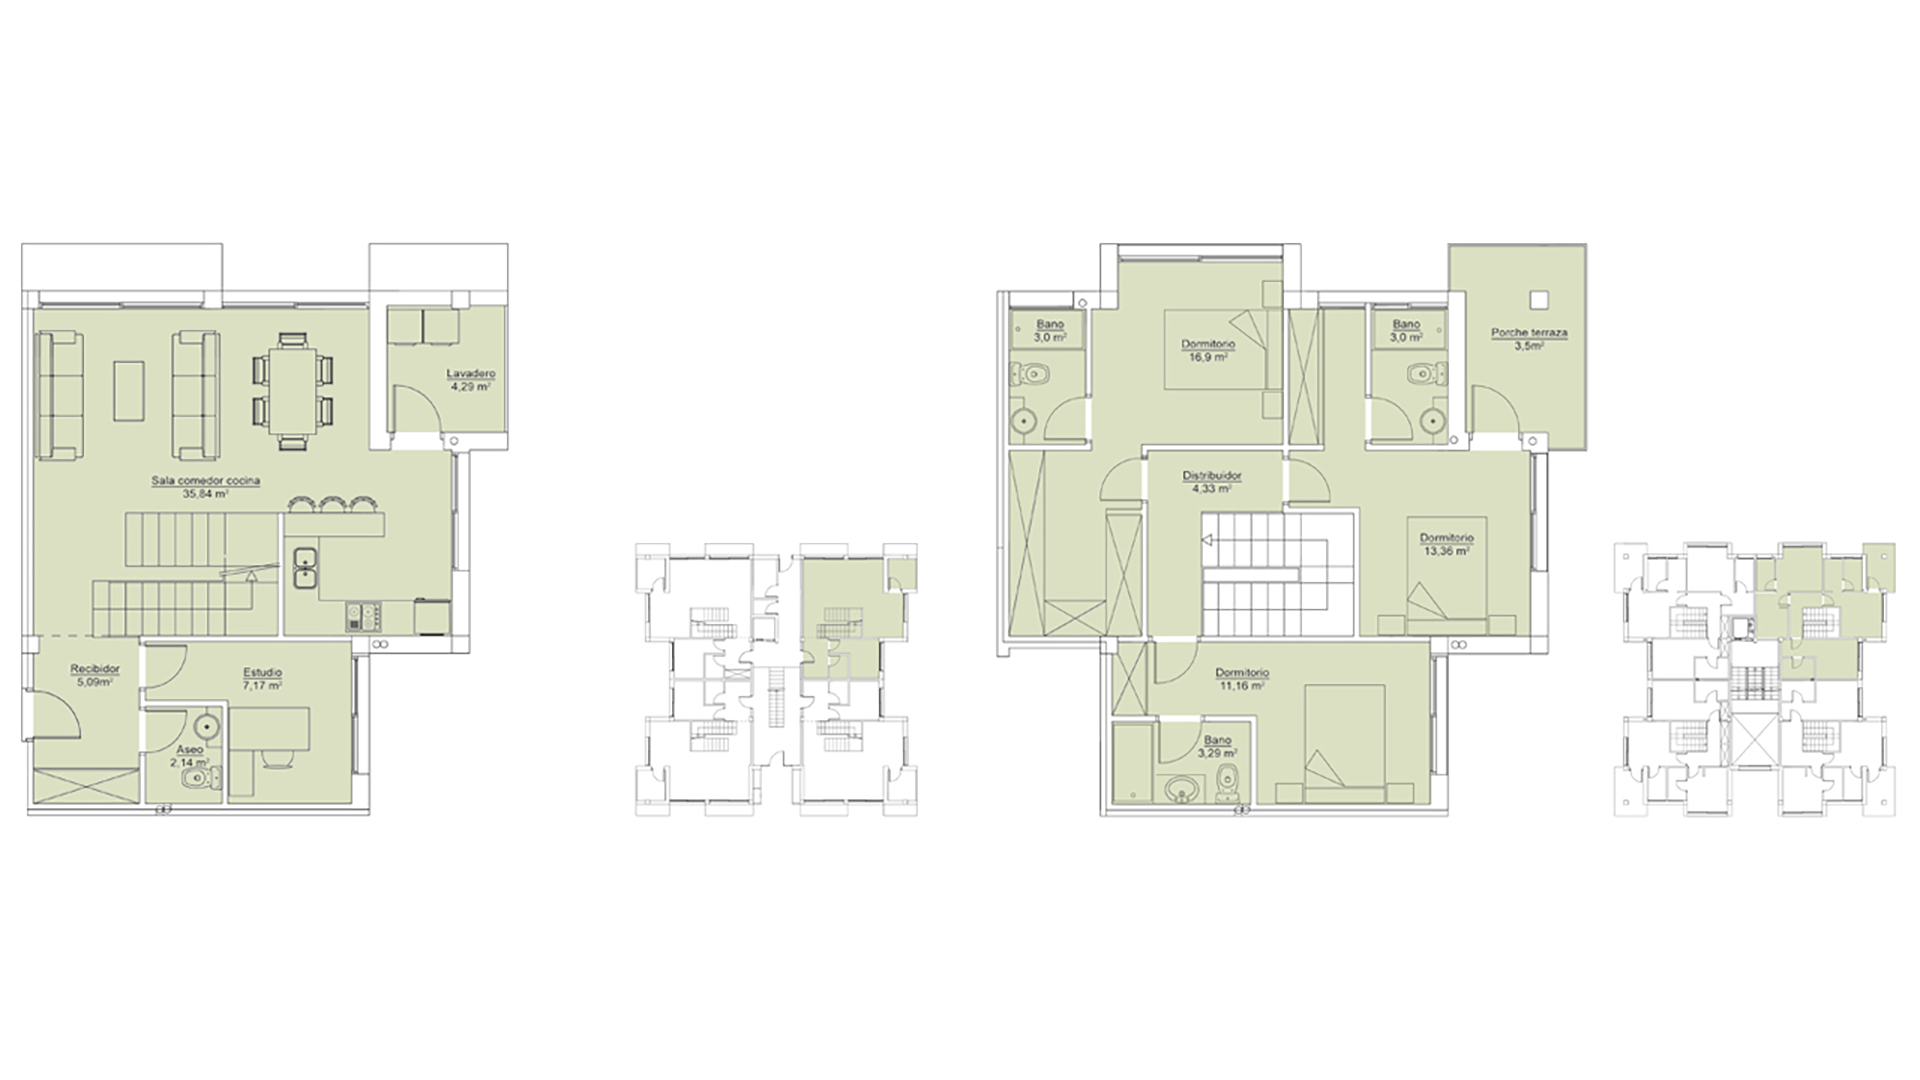 Lavadero
4,29 m²
Sala comedor cocina
35,84 m²
Recibidor
5,09m²
Estudio
7,17 m²
Aseo
2,14 m²
Bano
3,0 m²
Dormitorio
16,9 m²
Bano
3,0 m²
Porche terraza
3,5m²
Distribuidor
4,33 m²
Dormitorio
13,36 m²
Dormitorio
11,16 m²
Bano
3,29 m²